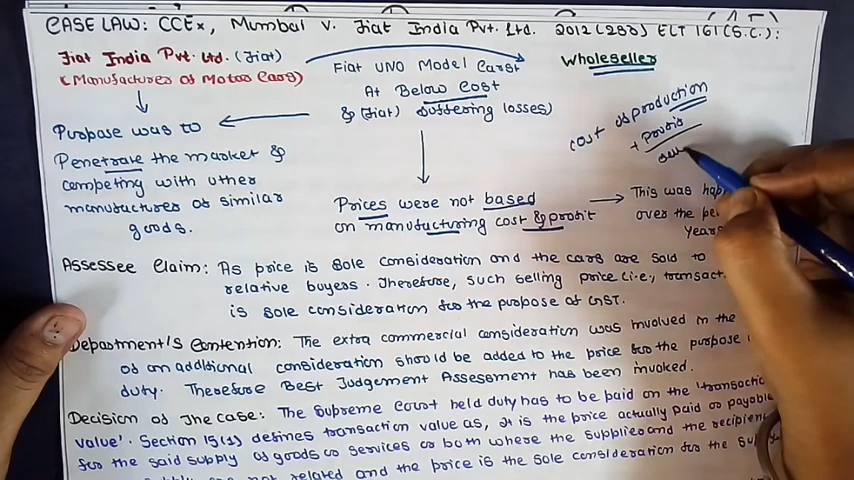 CASE LAW: CCEx, Mumbai V. Fiat India Pvt. Ltd. 2012 (283) ELT 161 (S.C.):
Fiat India Pvt. Ltd. (Fiat)
(Manufactures of Motor Cars)
Fiat UNO Model Cars
At Below Cost
& (Fiat) suffering losses)
Wholeseller
Cost of production
+ Profit
Purpose was to
Penetrate the market &
competing with other
manufactures of similar
goods.
Prices were not based
on manufacturing cost & profit
This was
over the
Years
Assessee Claim: As price is sole consideration and the cars are sold to
relative buyers. Therefore, such selling price (i.e.,
is sole consideration for the purpose of
Department's Contention: The extra commercial consideration was involved in the
of an additional consideration should be added to the price for the purpose
duty. Therefore Best Judgement Assessment has been invoked.
Decision of The case: The Supreme Court held duty has to be paid on the
value'. Section 15(1) defines transaction value as, It is the price actually paid or payable
for the said supply of goods or services or both where the supplier and the recipient
not related and the price is the sole consideration for the